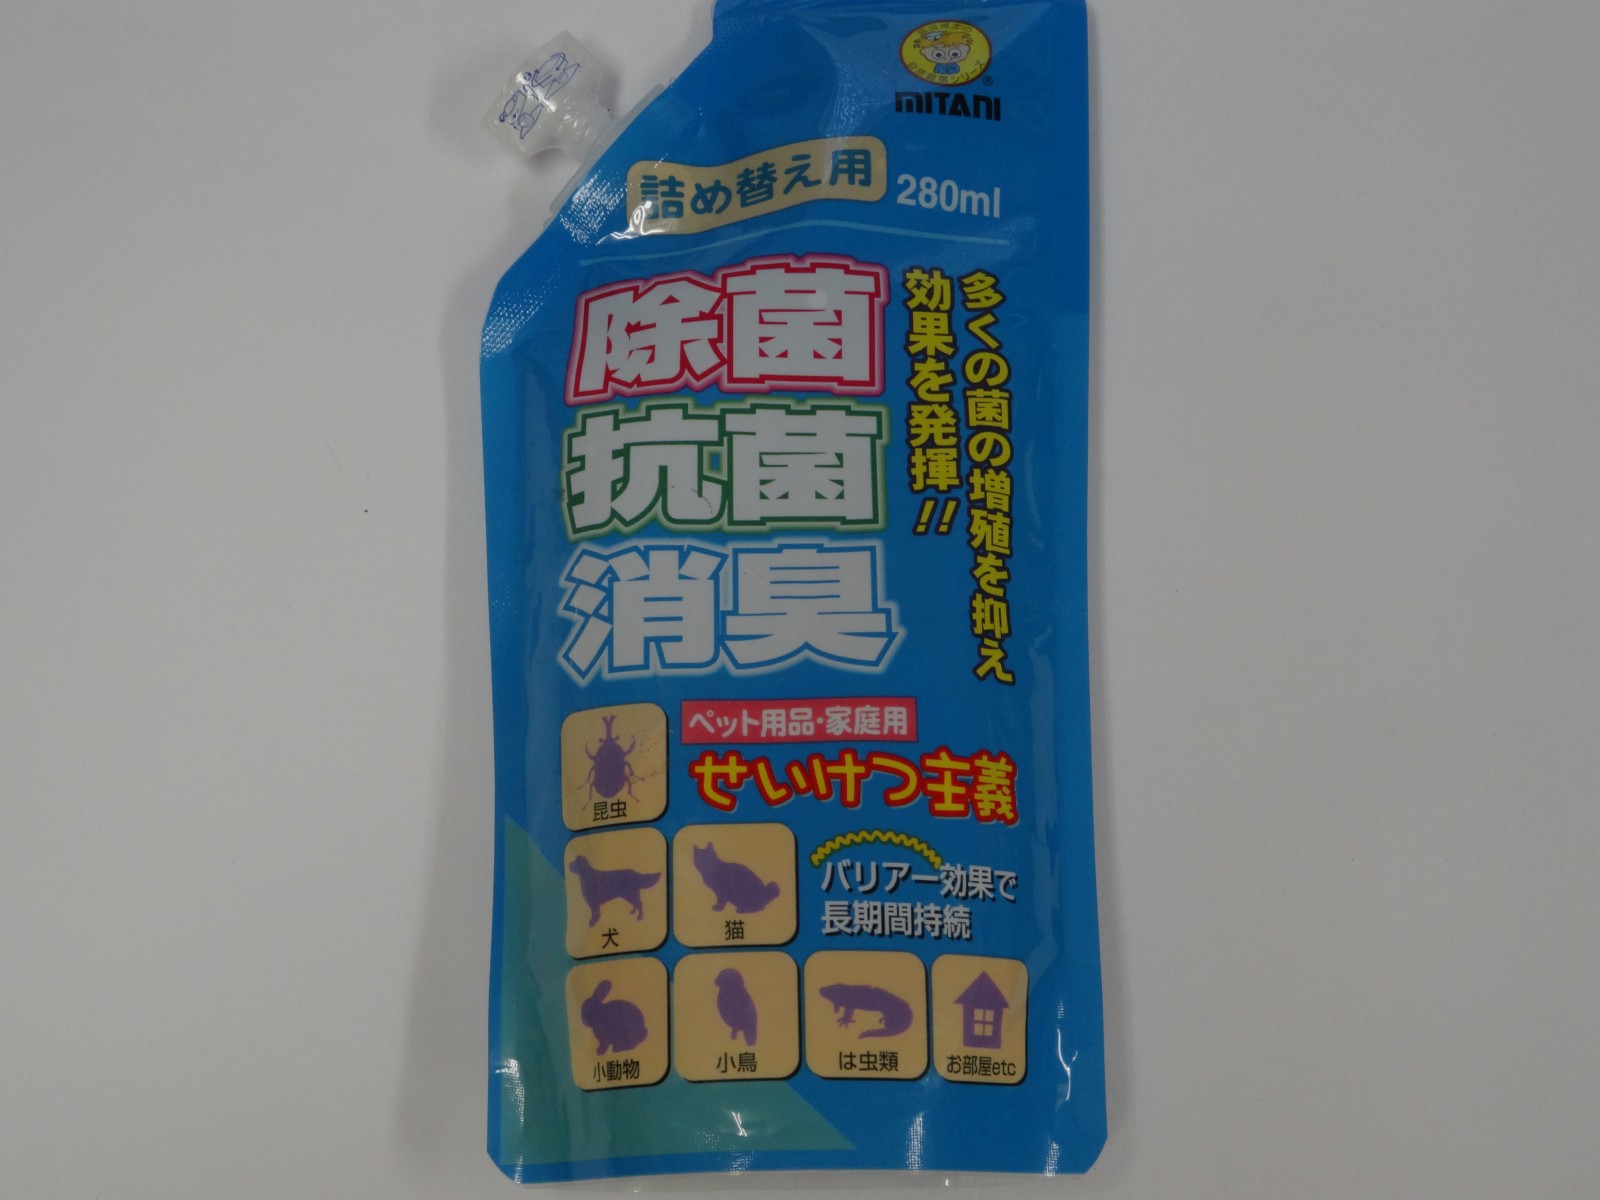 MITANI
詰め替え用
280ml
除菌
抗菌
消臭
多くの菌の増殖を抑え
効果を発揮!!
ペット用品・家庭用
せいけつ主義
バリアー効果で
長期間持続
昆虫
犬
猫
小動物
小鳥
は虫類
お部屋etc